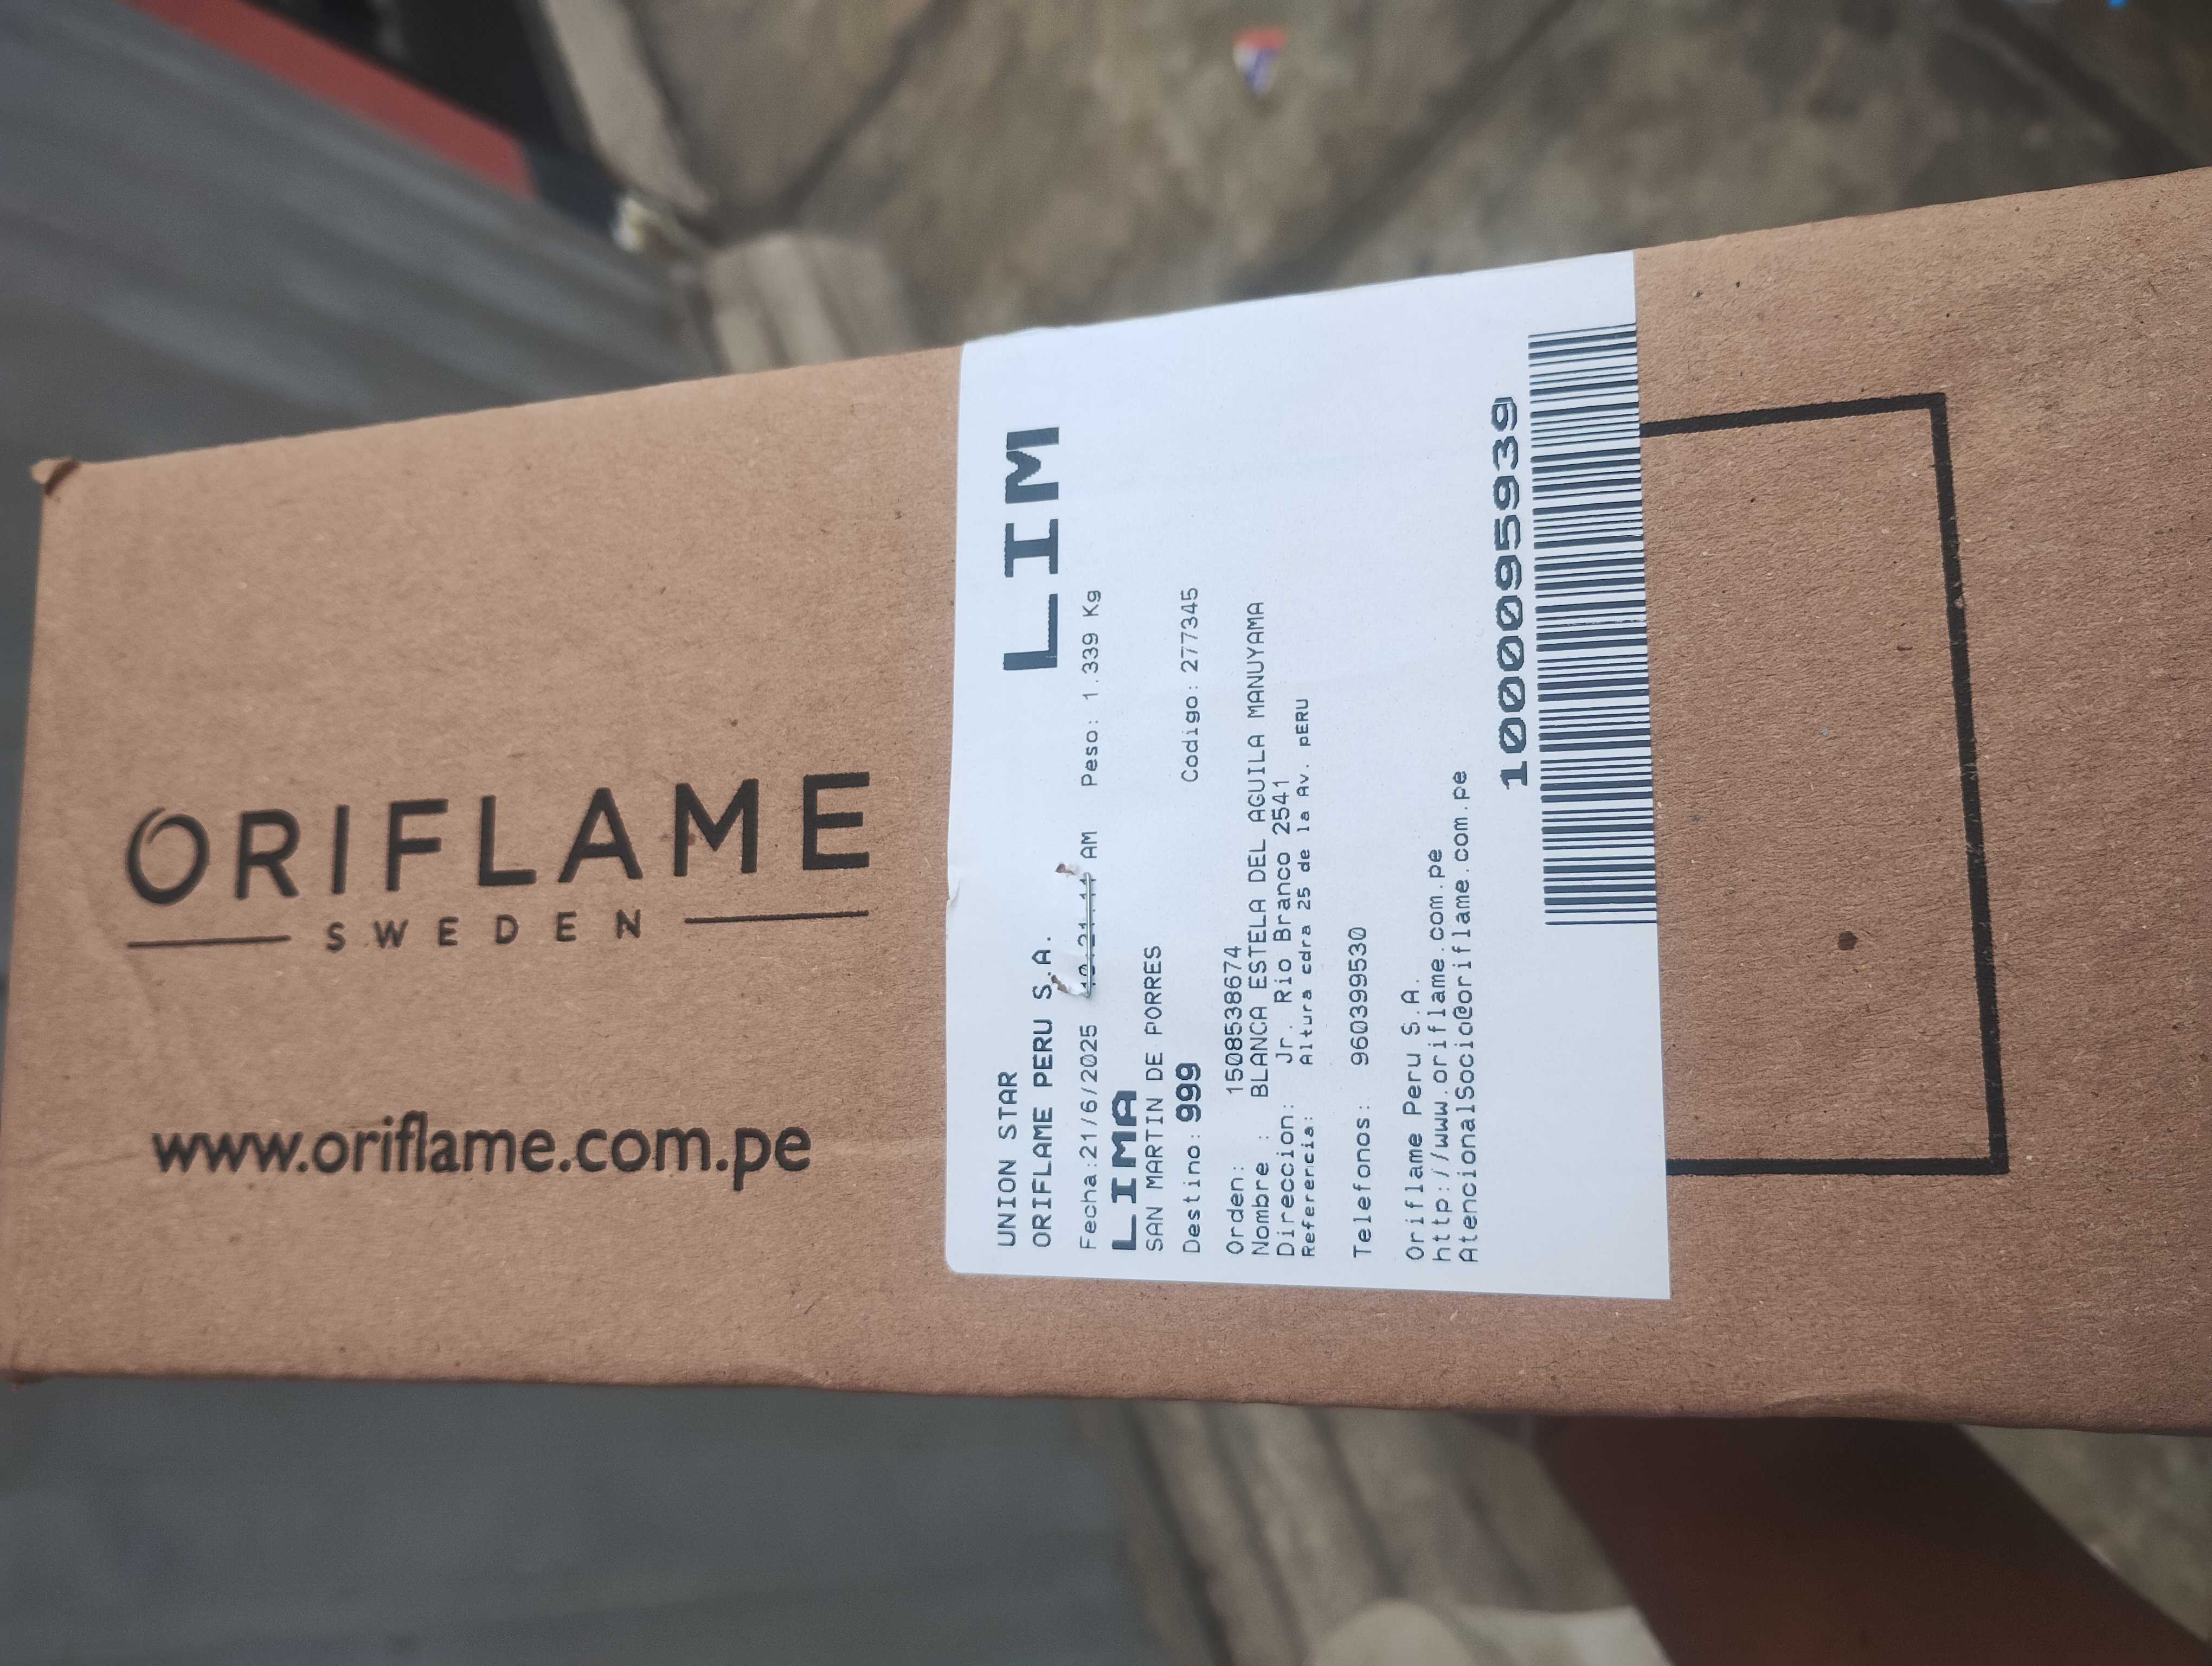 ORIFLAME
SWEDEN
www.oriflame.com.pe
UNION STAR
ORIFLAME PERU S.A.
LIM
Fecha:21/6/2025 AM Peso: 1.339 Kg
LIMA
SAN MARTIN DE PORRES
Destino: 999 Codigo: 277345
Orden: 1508538674
Nombre : BLANCA ESTELA DEL AGUILA MANUYAMA
Direccion: Jr. Rio Branco 2541
Referencia: Altura cdra 25 de la Av. pERU
Telefonos: 960399530
Oriflame Peru S.A.
http://www.oriflame.com.pe
AtencionalSocio@oriflame.com.pe
1000095939